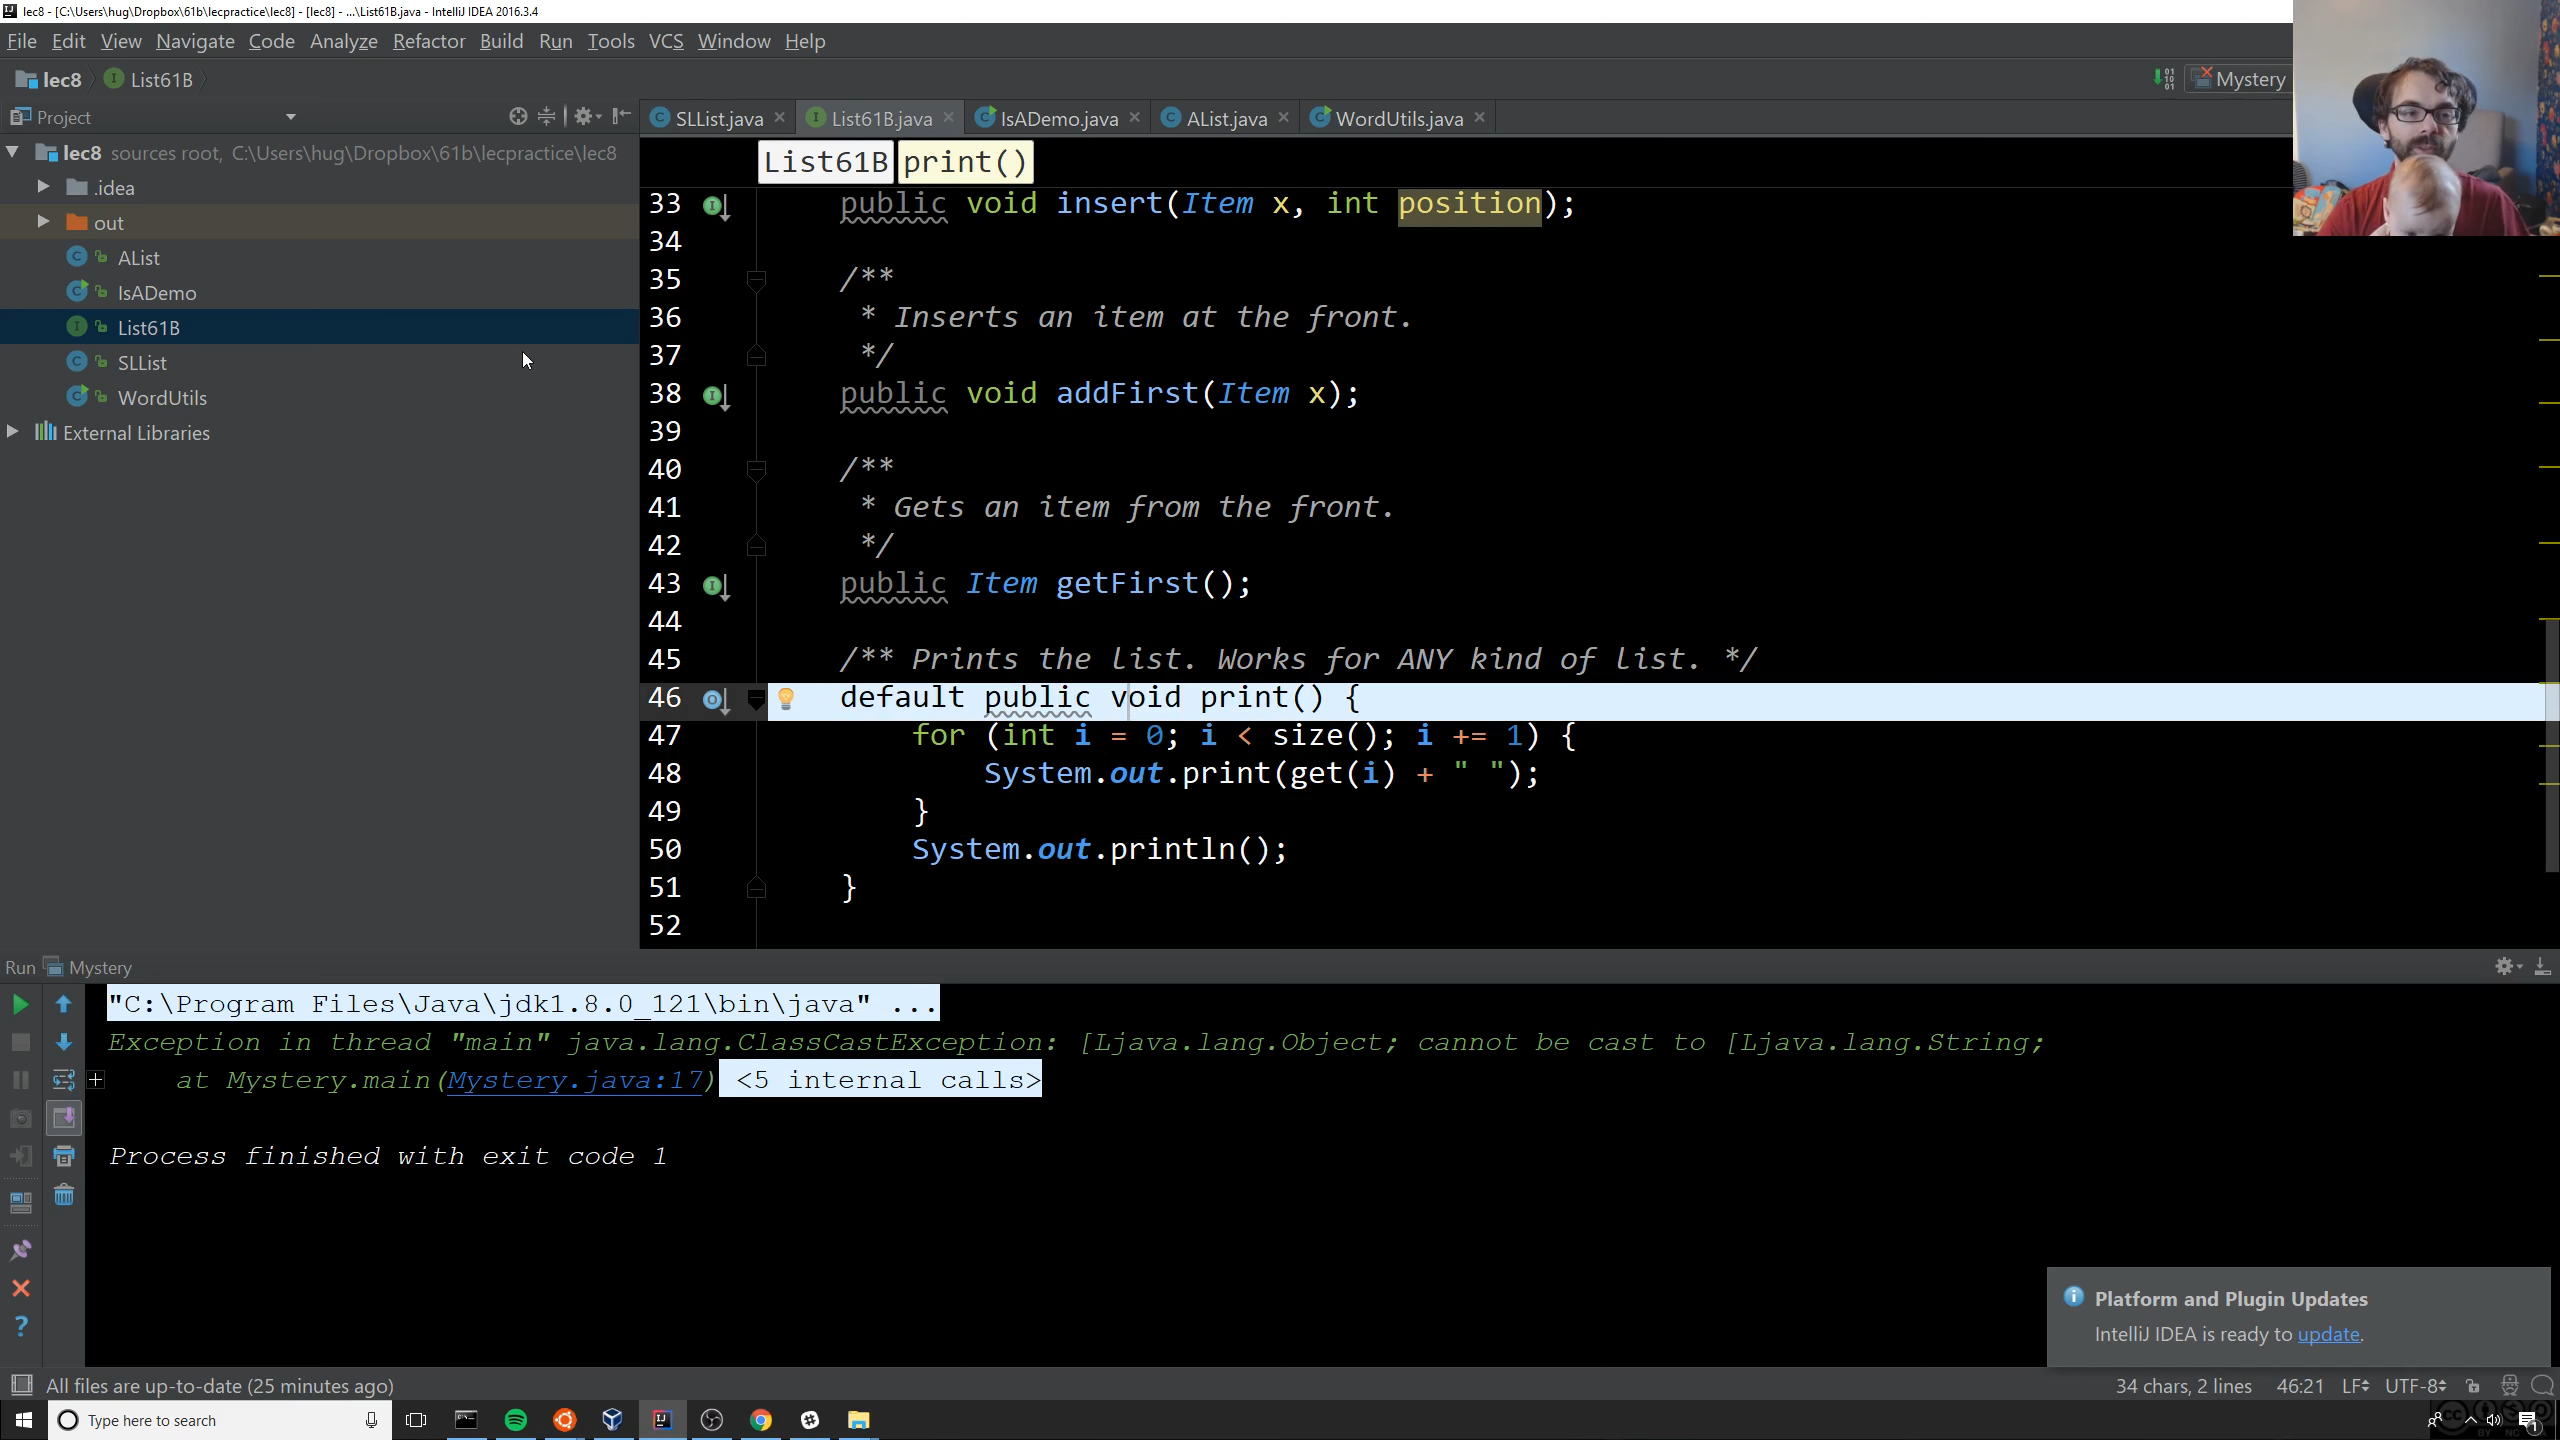 lec8 - [C:\Users\hug\Dropbox\61b\lecpractice\lec8] - [lec8] - ...\List61B.java - IntelliJ IDEA 2016.3.4
File Edit View Navigate Code Analyze Refactor Build Run Tools VCS Window Help
lec8 List61B
Mystery
Project
SLList.java List61B.java IsADemo.java AList.java WordUtils.java
lec8 sources root, C:\Users\hug\Dropbox\61b\lecpractice\lec8
.idea
out
AList
IsADemo
List61B
SLList
WordUtils
External Libraries
List61B print()
33 public void insert(Item x, int position);
34
35 /**
36 * Inserts an item at the front.
37 */
38 public void addFirst(Item x);
39
40 /**
41 * Gets an item from the front.
42 */
43 public Item getFirst();
44
45 /** Prints the list. Works for ANY kind of list. */
46 default public void print() {
47 for (int i = 0; i < size(); i += 1) {
48 System.out.print(get(i) + " ");
49 }
50 System.out.println();
51 }
52
Run Mystery
"C:\Program Files\Java\jdk1.8.0_121\bin\java" ...
Exception in thread "main" java.lang.ClassCastException: [Ljava.lang.Object; cannot be cast to [Ljava.lang.String;
at Mystery.main(Mystery.java:17) <5 internal calls>
Process finished with exit code 1
Platform and Plugin Updates
IntelliJ IDEA is ready to update.
All files are up-to-date (25 minutes ago)
34 chars, 2 lines 46:21 LF UTF-8
Type here to search